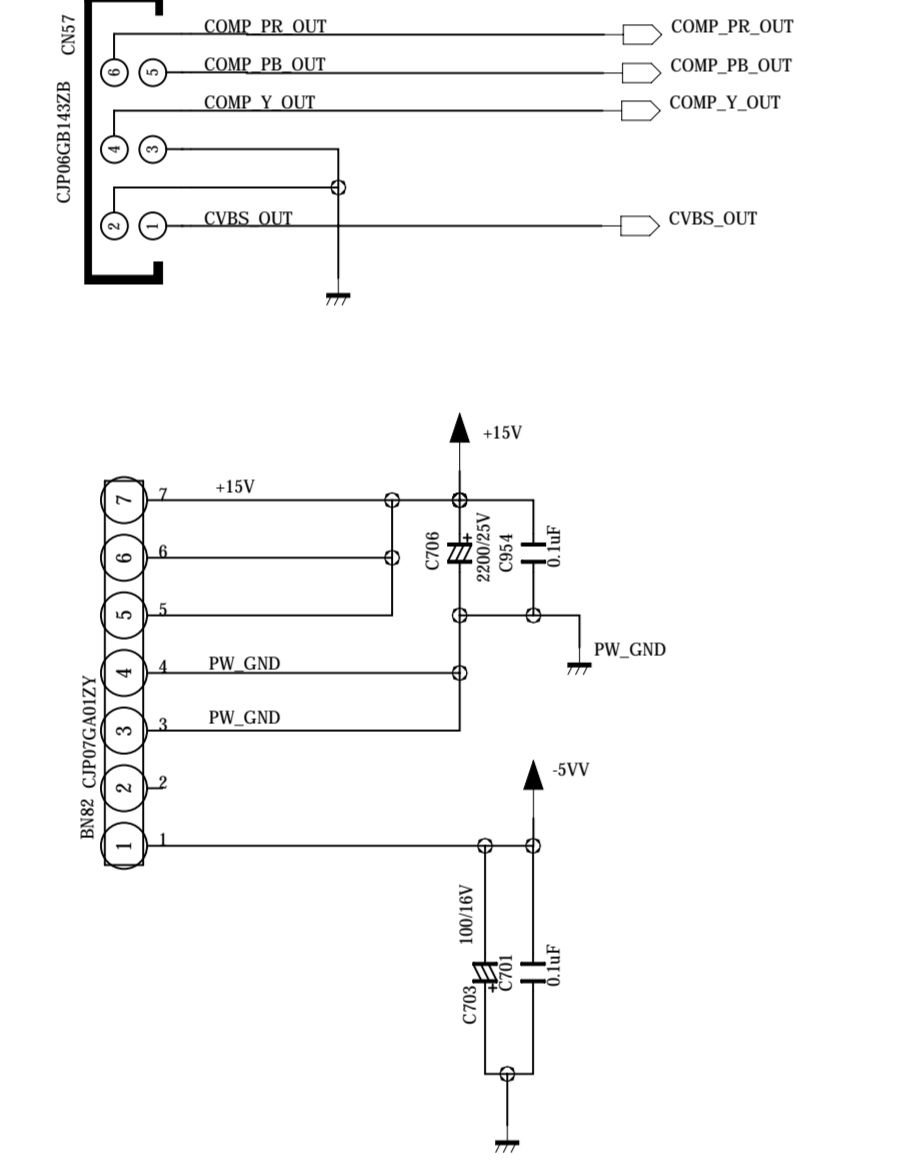 CN57
CJP06GB143ZB
COMP_PR_OUT
COMP_PR_OUT
6
5
COMP_PB_OUT
COMP_PB_OUT
COMP_Y_OUT
COMP_Y_OUT
4
3
2
1
CVBS_OUT
CVBS_OUT
+15V
7
7
+15V
C706
+
2200/25V
C954
0.1uF
6
6
5
5
4
4
PW_GND
PW_GND
3
3
PW_GND
BN82 CJP07GA01ZY
2
2
-5VV
1
1
100/16V
C703
+
C701
0.1uF